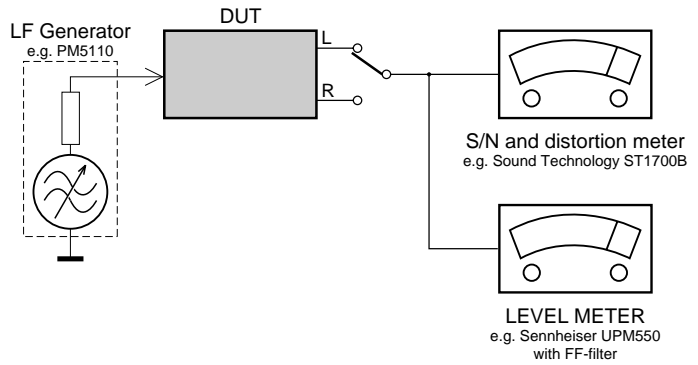 DUT
LF Generator
e.g. PM5110
L
R
S/N and distortion meter
e.g. Sound Technology ST1700B
LEVEL METER
e.g. Sennheiser UPM550
with FF-filter